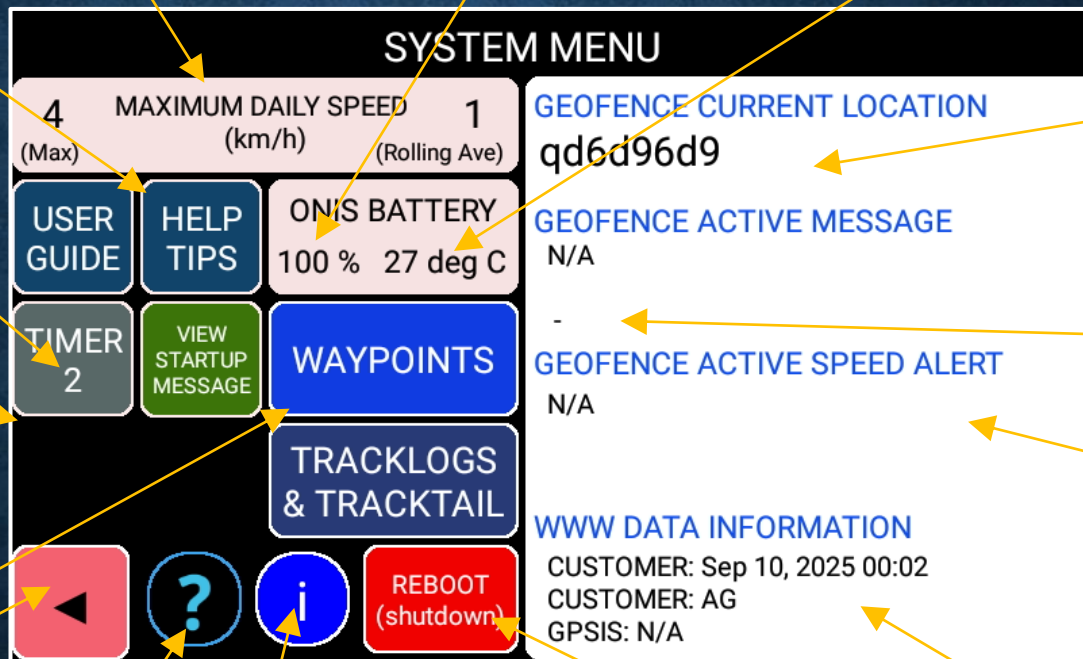 SYSTEM MENU
4 MAXIMUM DAILY SPEED 1
(Max) (km/h) (Rolling Ave)
USER
GUIDE
HELP
TIPS
ONIS BATTERY
100 % 27 deg C
TIMER
2
VIEW
STARTUP
MESSAGE
WAYPOINTS
TRACKLOGS
& TRACKTAIL
◄
?
i
REBOOT
(shutdown)
GEOFENCE CURRENT LOCATION
qd6d96d9
GEOFENCE ACTIVE MESSAGE
N/A
-
GEOFENCE ACTIVE SPEED ALERT
N/A
WWW DATA INFORMATION
CUSTOMER: Sep 10, 2025 00:02
CUSTOMER: AG
GPSIS: N/A